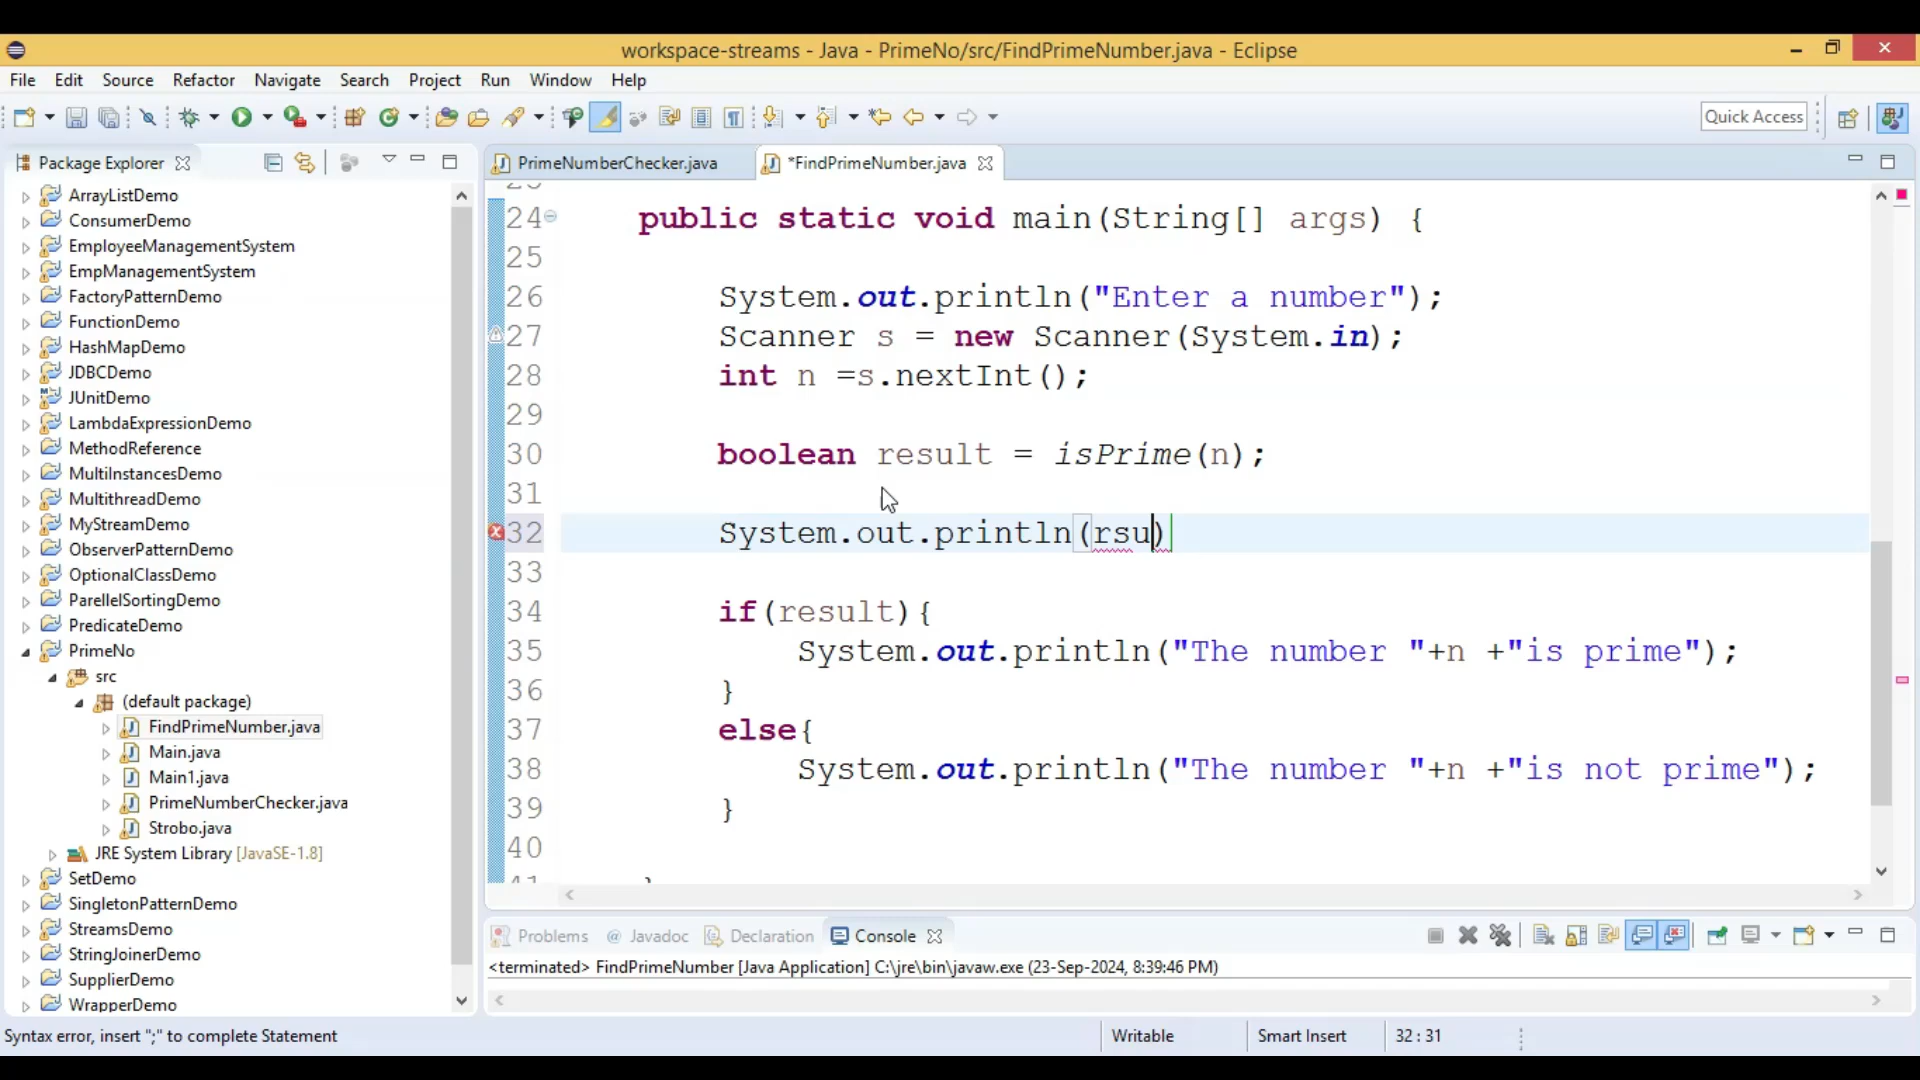 workspace-streams - Java - PrimeNo/src/FindPrimeNumber.java - Eclipse
File Edit Source Refactor Navigate Search Project Run Window Help
Quick Access
Package Explorer
ArrayListDemo
ConsumerDemo
EmployeeManagementSystem
EmpManagementSystem
FactoryPatternDemo
FunctionDemo
HashMapDemo
JDBCDemo
JUnitDemo
LambdaExpressionDemo
MethodReference
MultiInstancesDemo
MultithreadDemo
MyStreamDemo
ObserverPatternDemo
OptionalClassDemo
ParellelSortingDemo
PredicateDemo
PrimeNo
src
(default package)
FindPrimeNumber.java
Main.java
Main1.java
PrimeNumberChecker.java
Strobo.java
JRE System Library [JavaSE-1.8]
SetDemo
SingletonPatternDemo
StreamsDemo
StringJoinerDemo
SupplierDemo
WrapperDemo
PrimeNumberChecker.java *FindPrimeNumber.java
24 public static void main(String[] args) {
25
26 System.out.println("Enter a number");
27 Scanner s = new Scanner(System.in);
28 int n =s.nextInt();
29
30 boolean result = isPrime(n);
31
32 System.out.println(rsu)
33
34 if(result){
35 System.out.println("The number "+n +"is prime");
36 }
37 else{
38 System.out.println("The number "+n +"is not prime");
39 }
40
Problems Javadoc Declaration Console
<terminated> FindPrimeNumber [Java Application] C:\jre\bin\javaw.exe (23-Sep-2024, 8:39:46 PM)
Syntax error, insert ";" to complete Statement Writable Smart Insert 32 : 31